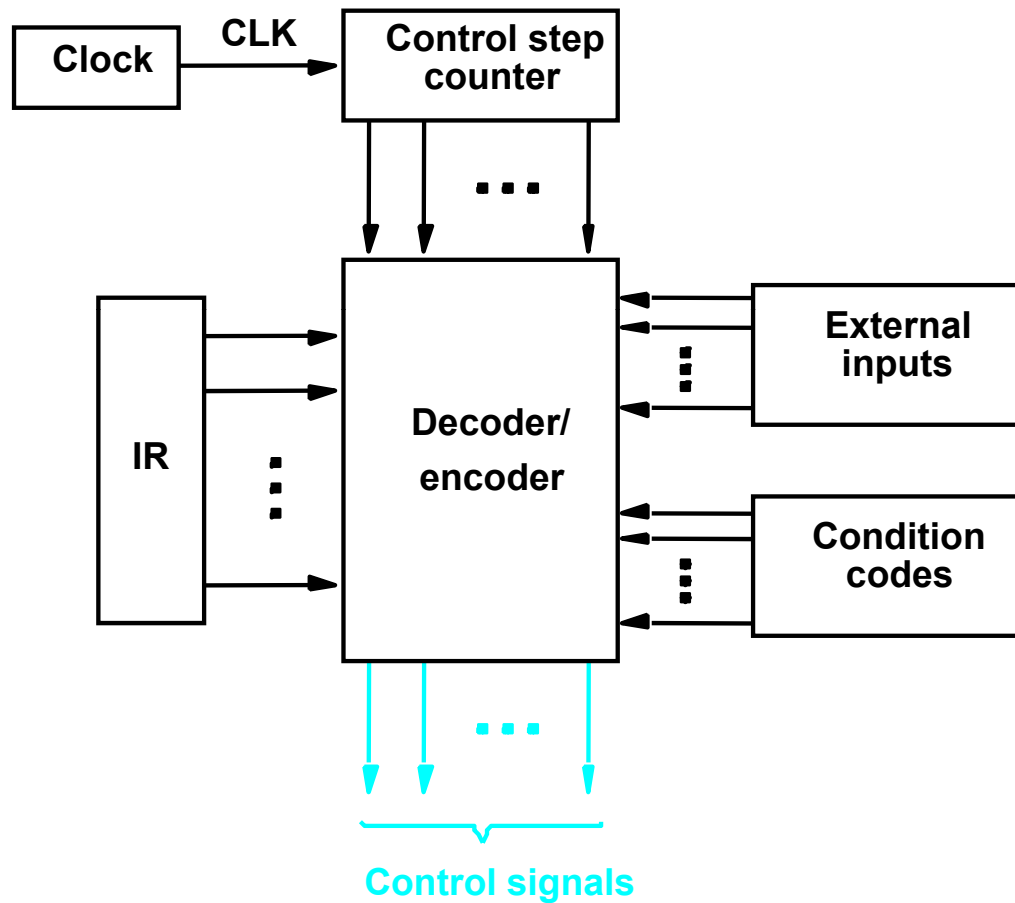 Clock
CLK
Control step
counter
IR
Decoder/
encoder
External
inputs
Condition
codes
Control signals